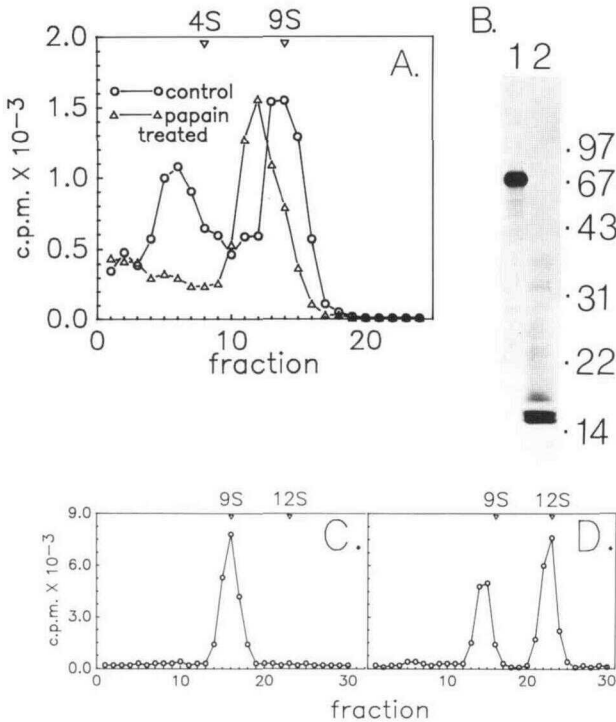 4S 9S
A.
2.0
1.5
1.0
0.5
0.0
c.p.m. X 10-3
control
papain
treated
0 10 20
fraction
B.
1 2
·97
·67
·43
·31
·22
·14
9S 12S
C.
9.0
6.0
3.0
0.0
c.p.m. X 10-3
0 10 20 30
9S 12S
D.
10 20 30
fraction